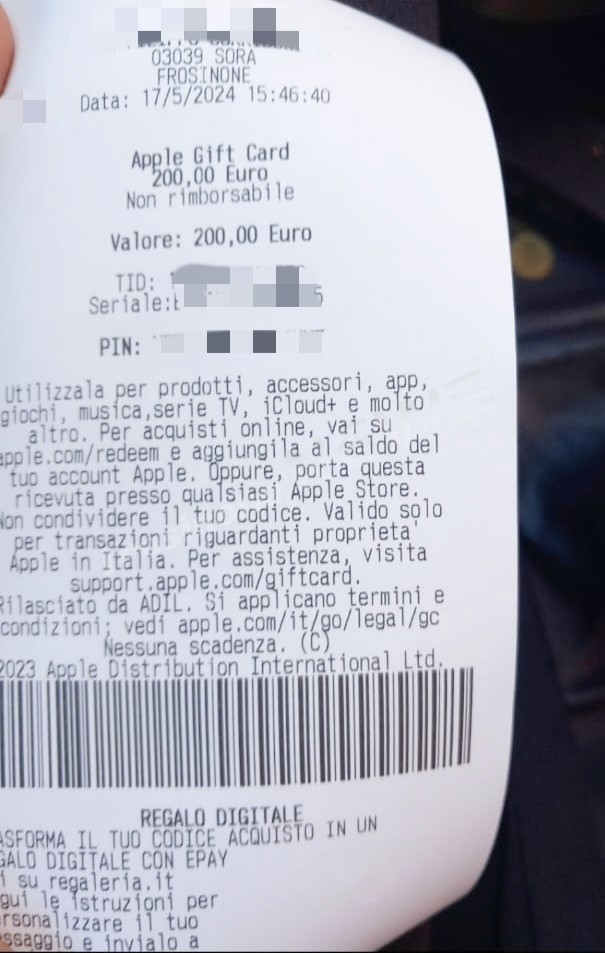 03039 SORA
FROSINONE
Data: 17/5/2024 15:46:40
Apple Gift Card
200,00 Euro
Non rimborsabile
Valore: 200,00 Euro
TID:
Seriale:
PIN:
Utilizzala per prodotti, accessori, app,
giochi, musica,serie TV, iCloud+ e molto
altro. Per acquisti online, vai su
apple.com/redeem e aggiungila al saldo del
tuo account Apple. Oppure, porta questa
ricevuta presso qualsiasi Apple Store.
Non condividere il tuo codice. Valido solo
per transazioni riguardanti proprieta'
Apple in Italia. Per assistenza, visita
support.apple.com/giftcard.
Rilasciato da ADIL. Si applicano termini e
condizioni; vedi apple.com/it/go/legal/gc
Nessuna scadenza. (C)
2023 Apple Distribution International Ltd.
REGALO DIGITALE
ASFORMA IL TUO CODICE ACQUISTO IN UN
GALO DIGITALE CON EPAY
i su regaleria.it
gui le istruzioni per
rsonalizzare il tuo
ssaggio e invialo a